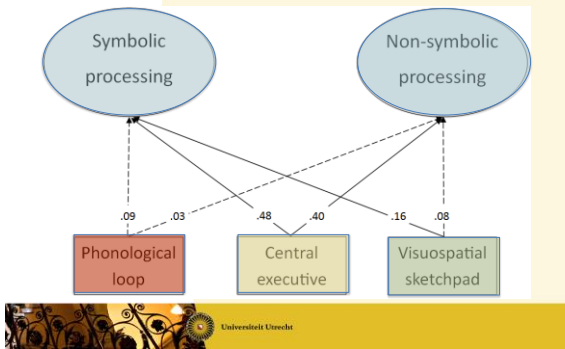 Symbolic
processing
Non-symbolic
processing
.09
.03
.48
.40
.16
.08
Phonological
loop
Central
executive
Visuospatial
sketchpad
Universiteit Utrecht